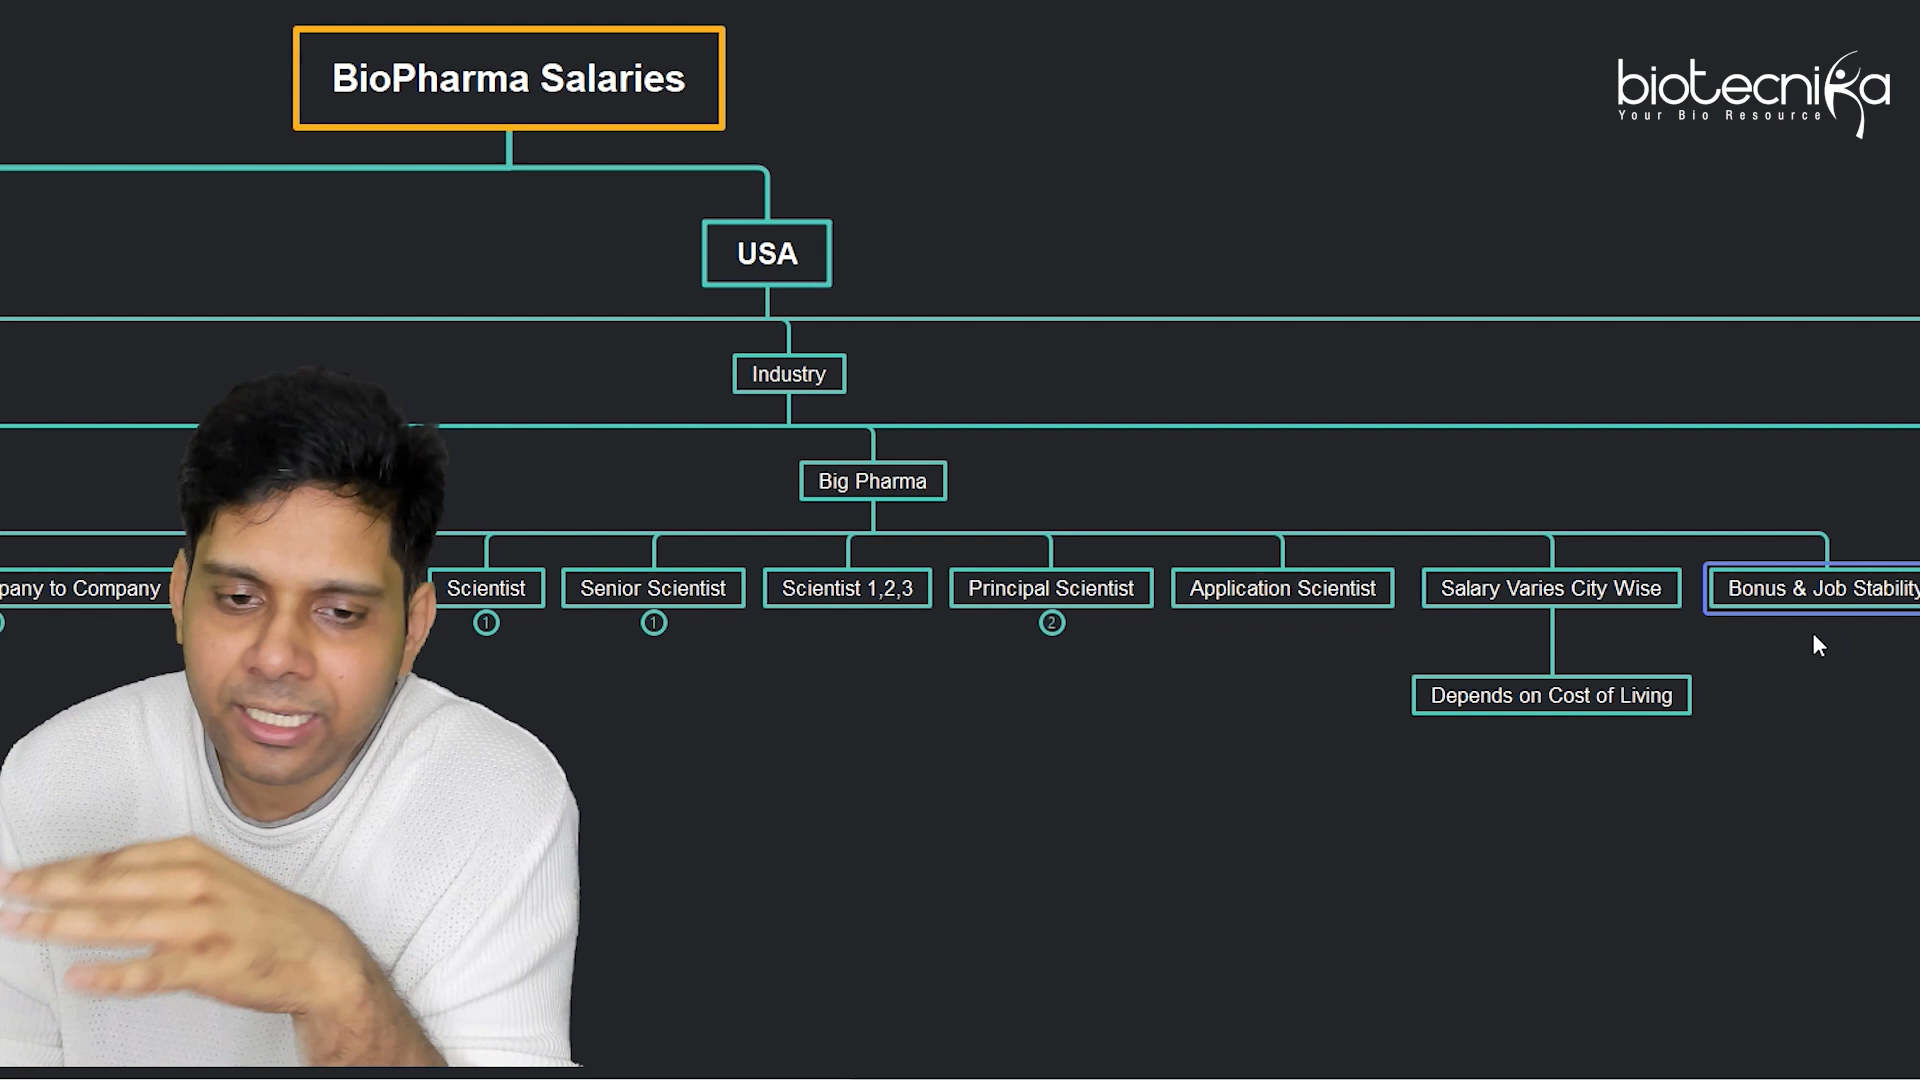 BioPharma Salaries
biotecnika
Your Bio Resource
USA
Industry
Big Pharma
to Company
Scientist
Senior Scientist
Scientist 1,2,3
Principal Scientist
Application Scientist
Salary Varies City Wise
Bonus & Job Stability
1
1
2
Depends on Cost of Living